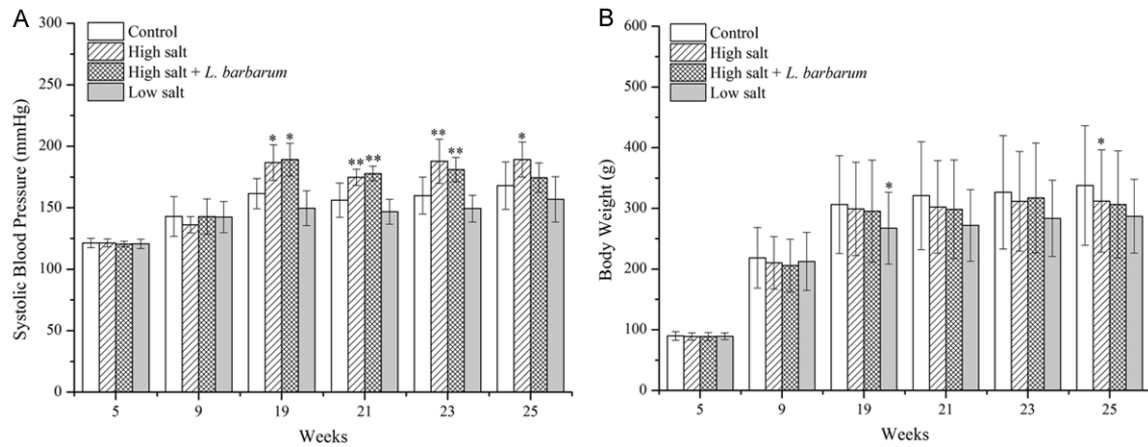 A
Systolic Blood Pressure (mmHg)
300
250
200
150
100
50
0
Control
High salt
High salt + L. barbarum
Low salt
* *
** **
** **
*
5 9 19 21 23 25
Weeks
B
Body Weight (g)
600
500
400
300
200
100
0
Control
High salt
High salt + L. barbarum
Low salt
*
*
5 9 19 21 23 25
Weeks